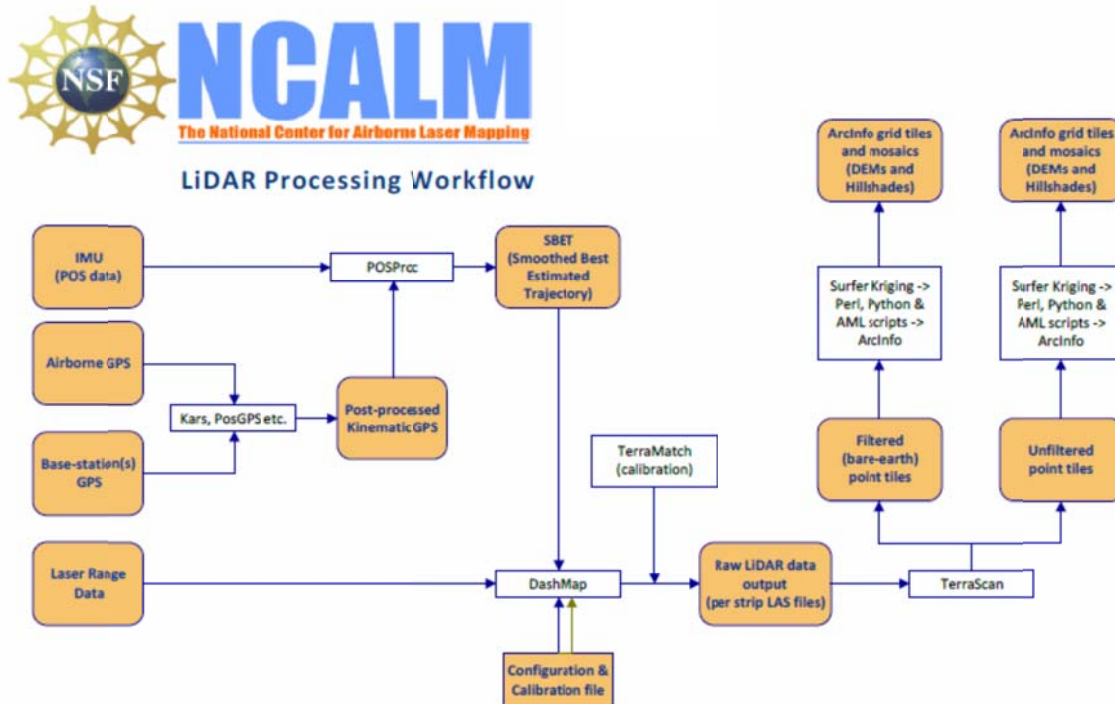 NSF
NCALM
The National Center for Airborne Laser Mapping
LiDAR Processing Workflow
IMU
(POS data)
POSProc
SBET
(Smoothed Best
Estimated
Trajectory)
Airborne GPS
Kars, PosGPS etc.
Post-processed
Kinematic GPS
Base-station(s)
GPS
Laser Range
Data
DashMap
Configuration &
Calibration file
TerraMatch
(calibration)
Raw LiDAR data
output
(per strip LAS files)
TerraScan
Filtered
(bare-earth)
point tiles
Unfiltered
point tiles
Surfer Kriging ->
Perl, Python &
AML scripts ->
ArcInfo
Surfer Kriging ->
Perl, Python &
AML scripts ->
ArcInfo
ArcInfo grid tiles
and mosaics
(DEMs and
Hillshades)
ArcInfo grid tiles
and mosaics
(DEMs and
Hillshades)